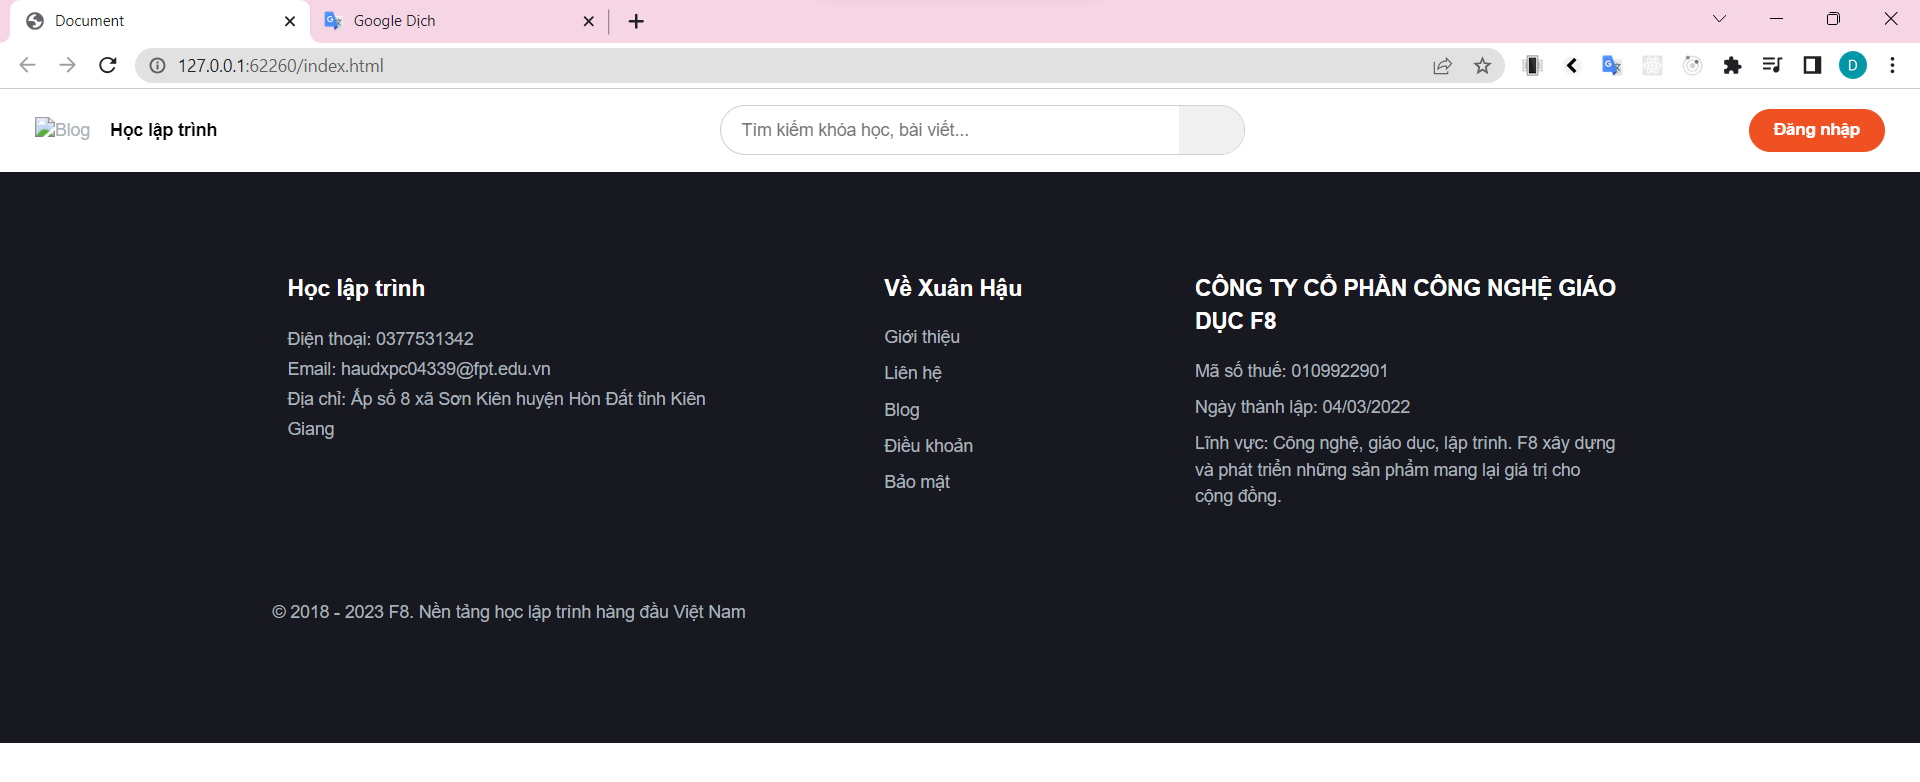 Document
Google Dịch
127.0.0.1:62260/index.html
D
Blog
Học lập trình
Tìm kiếm khóa học, bài viết...
Đăng nhập
Học lập trình
Điện thoại: 0377531342
Email: haudxpc04339@fpt.edu.vn
Địa chỉ: Ấp số 8 xã Sơn Kiên huyện Hòn Đất tỉnh Kiên
Giang
Về Xuân Hậu
Giới thiệu
Liên hệ
Blog
Điều khoản
Bảo mật
CÔNG TY CỔ PHẦN CÔNG NGHỆ GIÁO
DỤC F8
Mã số thuế: 0109922901
Ngày thành lập: 04/03/2022
Lĩnh vực: Công nghệ, giáo dục, lập trình. F8 xây dựng
và phát triển những sản phẩm mang lại giá trị cho
cộng đồng.
© 2018 - 2023 F8. Nền tảng học lập trình hàng đầu Việt Nam